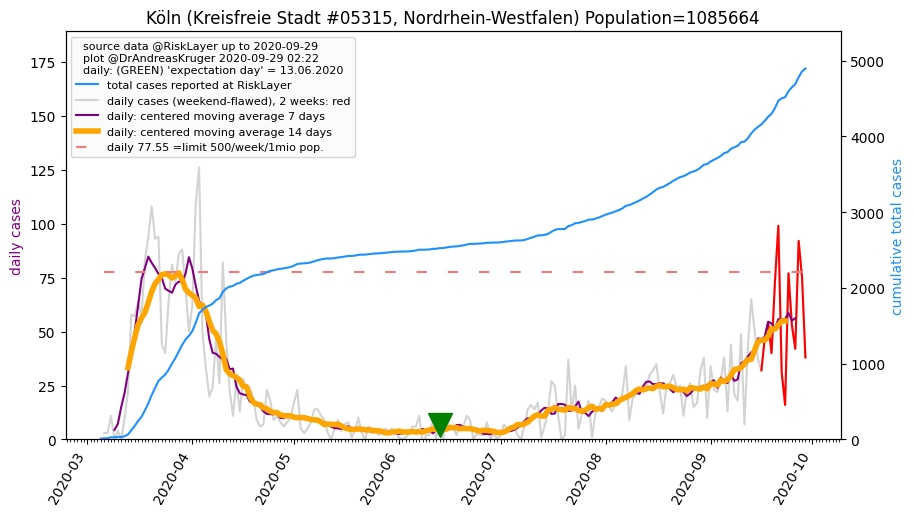 Köln (Kreisfreie Stadt #05315, Nordrhein-Westfalen) Population=1085664
source data @RiskLayer up to 2020-09-29
plot @DrAndreasKruger 2020-09-29 02:22
daily: (GREEN) 'expectation day' = 13.06.2020
total cases reported at RiskLayer
daily cases (weekend-flawed), 2 weeks: red
daily: centered moving average 7 days
daily: centered moving average 14 days
daily 77.55 =limit 500/week/1mio pop.
daily cases
175
150
125
100
75
50
25
0
5000
4000
3000
2000
1000
0
cumulative total cases
2020-03
2020-04
2020-05
2020-06
2020-07
2020-08
2020-09
2020-10